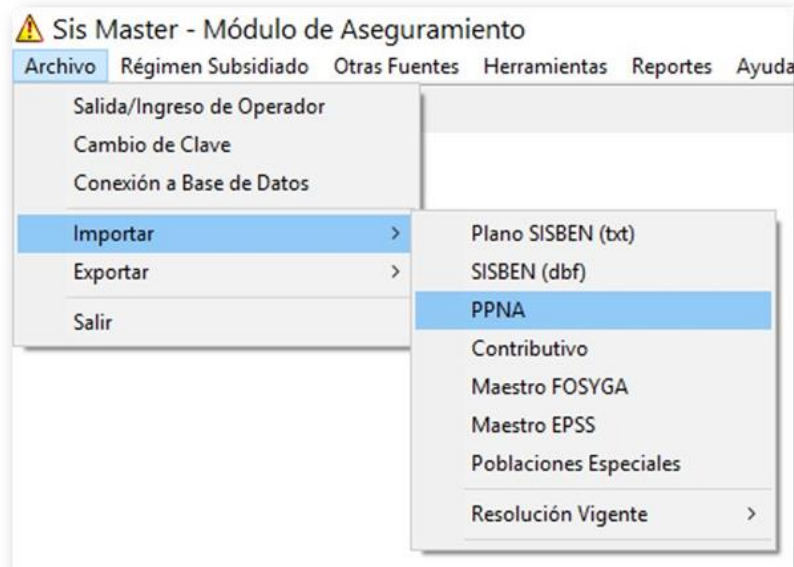 Sis Master - Módulo de Aseguramiento
Archivo Régimen Subsidiado Otras Fuentes Herramientas Reportes Ayuda
Salida/Ingreso de Operador
Cambio de Clave
Conexión a Base de Datos
Importar >
Exportar >
Salir
Plano SISBEN (txt)
SISBEN (dbf)
PPNA
Contributivo
Maestro FOSYGA
Maestro EPSS
Poblaciones Especiales
Resolución Vigente >